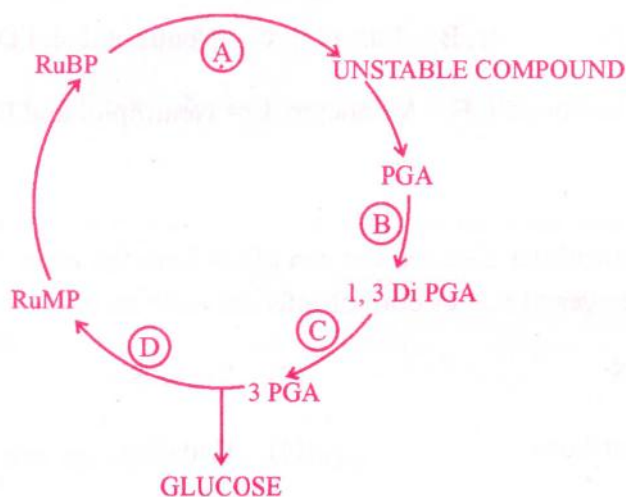 RuBP
A
UNSTABLE COMPOUND
PGA
B
1, 3 Di PGA
RuMP
C
D
3 PGA
GLUCOSE